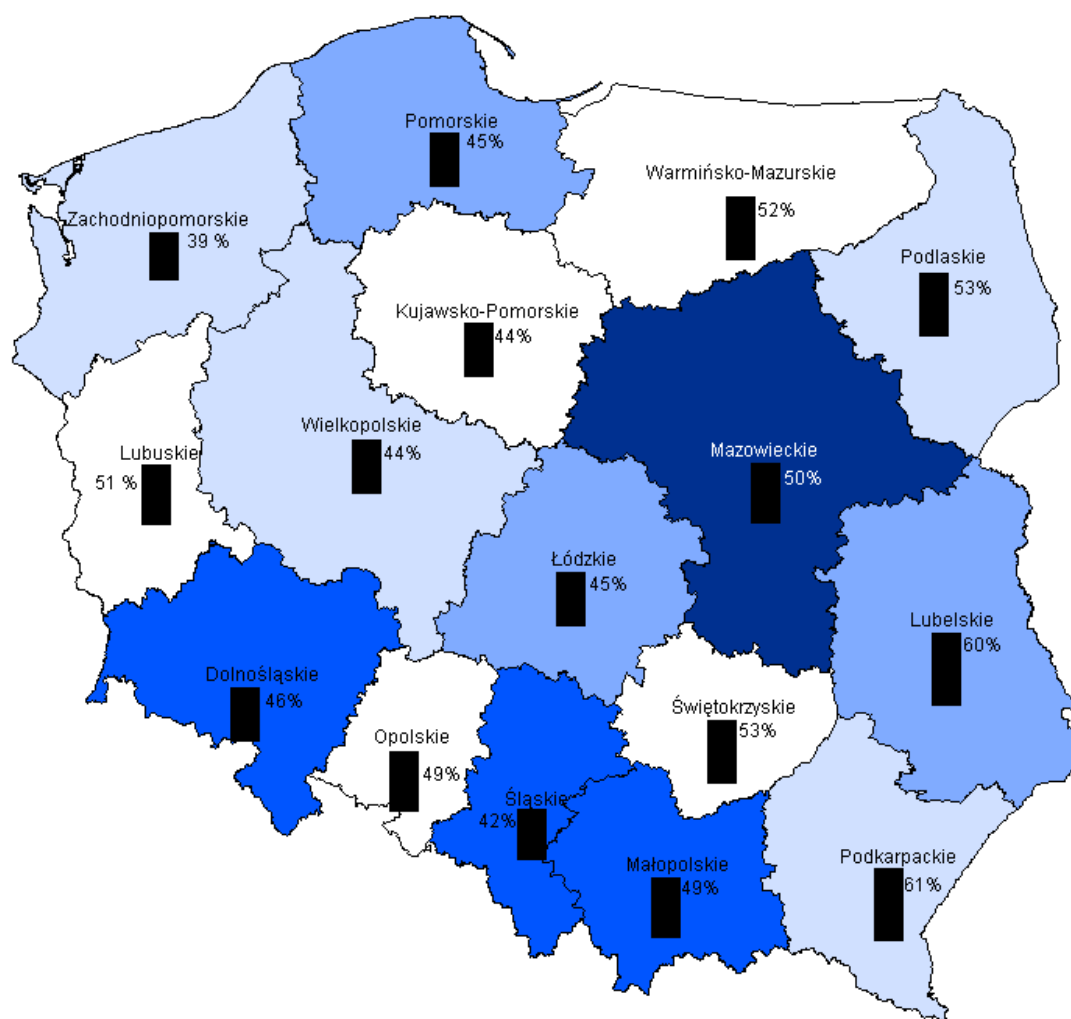 Pomorskie
45%
Warmińsko-Mazurskie
52%
Zachodniopomorskie
39 %
Podlaskie
53%
Kujawsko-Pomorskie
44%
Wielkopolskie
44%
Lubuskie
51 %
Mazowieckie
50%
Łódzkie
45%
Lubelskie
60%
Dolnośląskie
46%
Świętokrzyskie
53%
Opolskie
49%
Śląskie
42%
Małopolskie
49%
Podkarpackie
61%